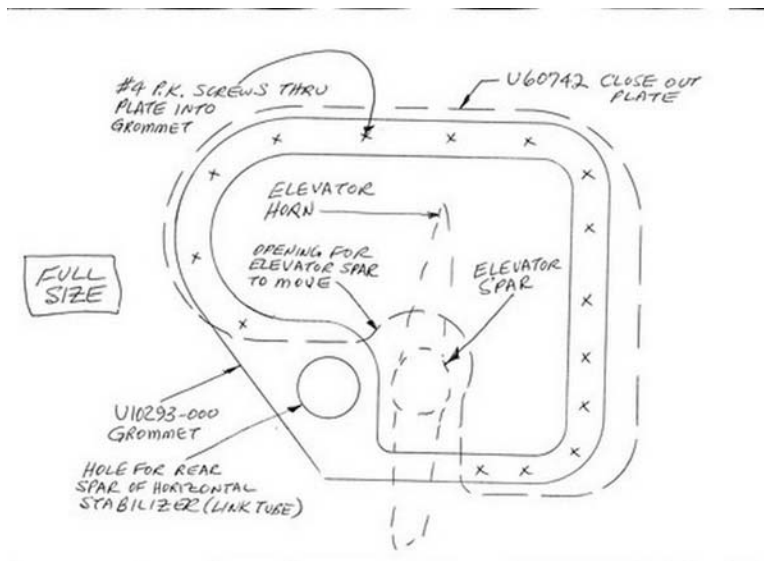 #4 P.K. SCREWS THRU
PLATE INTO
GROMMET
U60742 CLOSE OUT
PLATE
ELEVATOR
HORN
OPENING FOR
ELEVATOR SPAR
TO MOVE
ELEVATOR
SPAR
FULL
SIZE
U10293-000
GROMMET
HOLE FOR REAR
SPAR OF HORIZONTAL
STABILIZER (LINK TUBE)